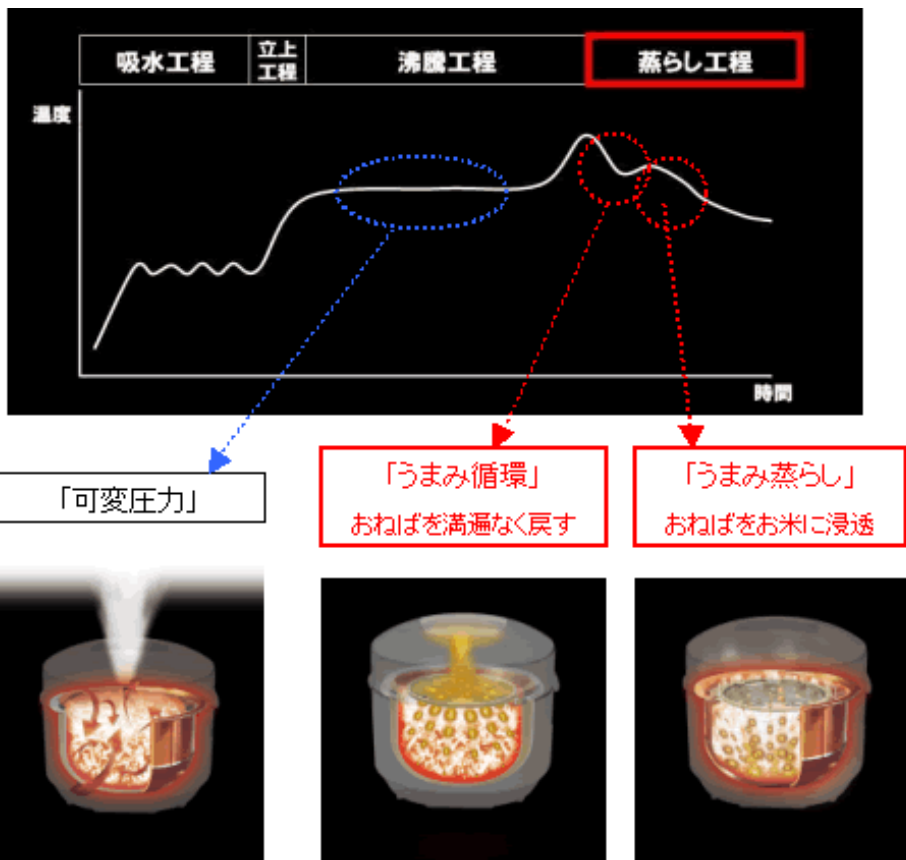 吸水工程
立上
工程
沸騰工程
蒸らし工程
温度
時間
「可変圧力」
「うまみ循環」
おねばを満遍なく戻す
「うまみ蒸らし」
おねばをお米に浸透